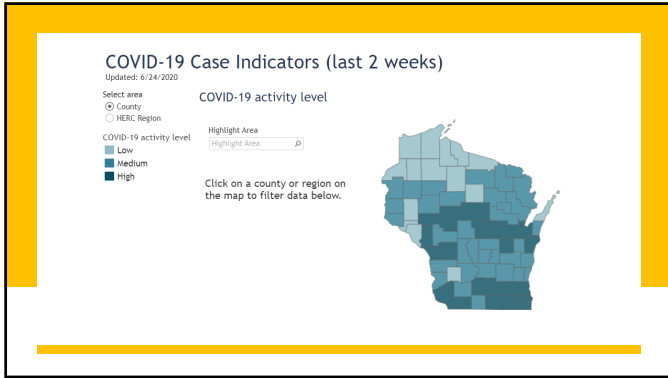 COVID-19 Case Indicators (last 2 weeks)
Updated: 6/24/2020
Select area
County
HERC Region
COVID-19 activity level
Low
Medium
High
COVID-19 activity level
Highlight Area
Highlight Area
Click on a county or region on
the map to filter data below.